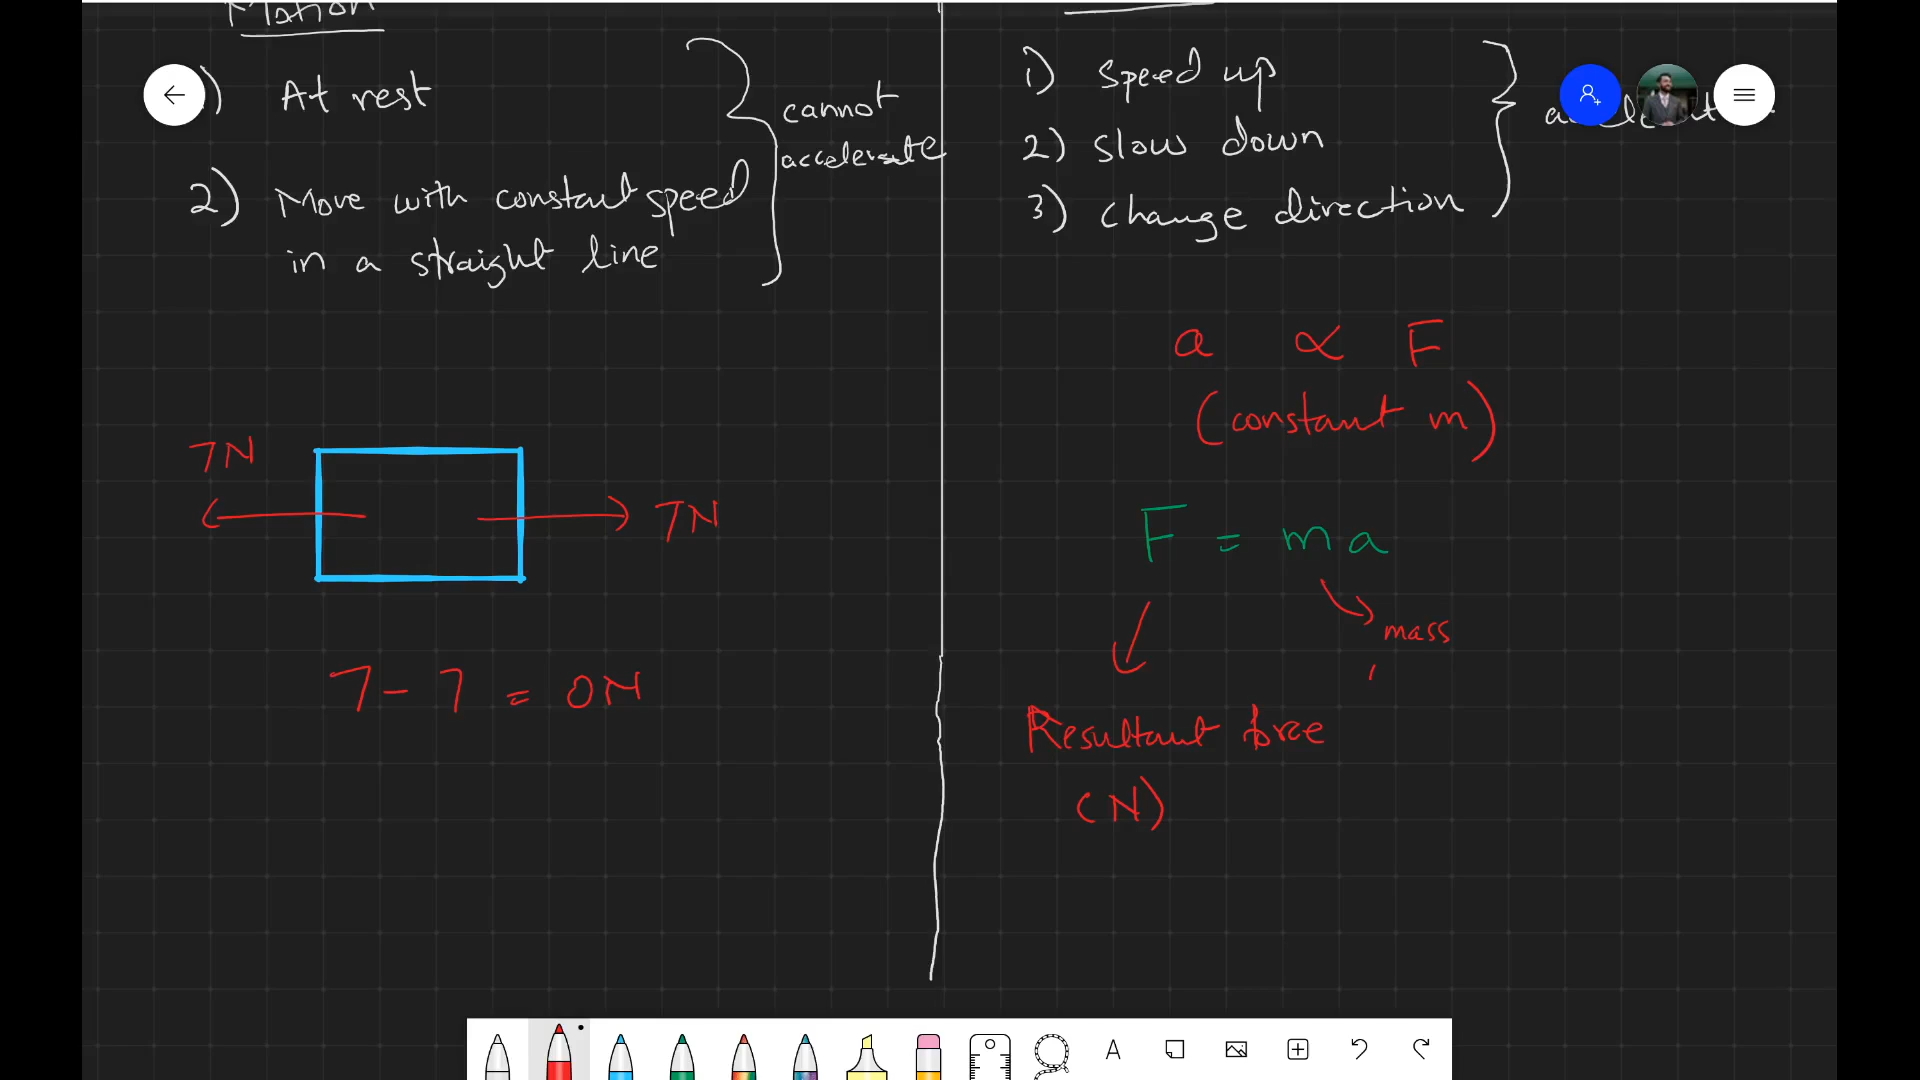 Motion
) At rest
2) Move with constant speed
in a straight line
cannot
accelerate
7N
7N
7 - 7 = 0N
1) speed up
2) slow down
3) change direction
a ∝ F
(constant m)
F = ma
mass
Resultant force
(N)
A